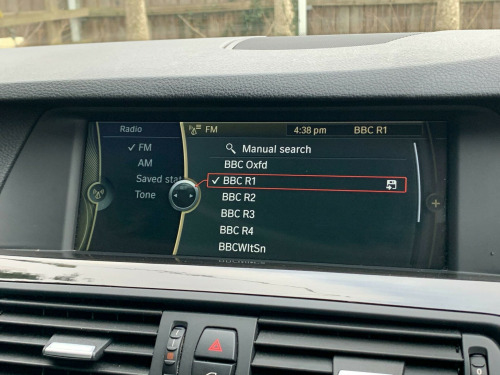 Radio
FM
AM
Saved stat
Tone
FM 4:38 pm BBC R1
Manual search
BBC Oxfd
BBC R1
BBC R2
BBC R3
BBC R4
BBCWltSn